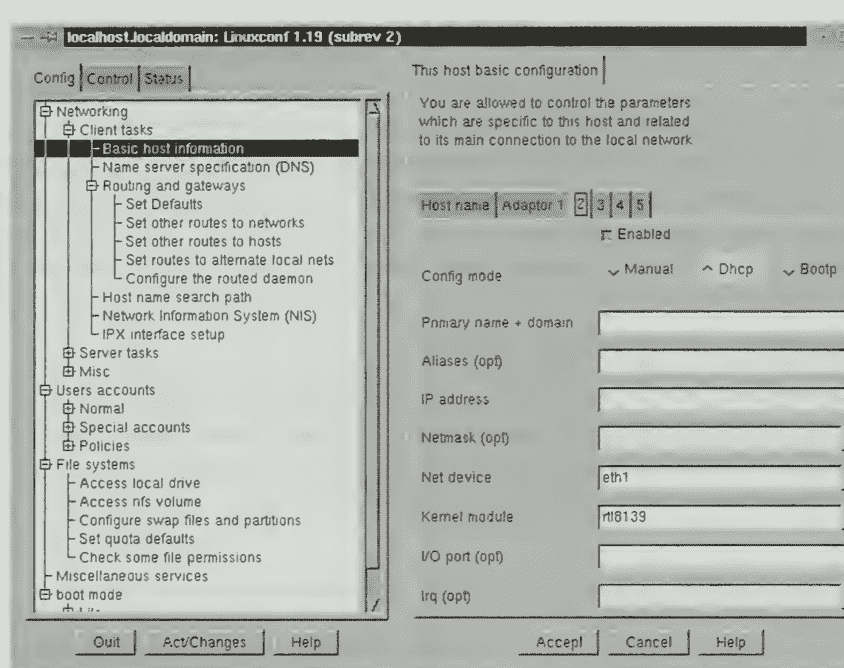 localhost.localdomain: Linuxconf 1.19 (subrev 2)
Config Control Status
Networking
Client tasks
Basic host information
Name server specification (DNS)
Routing and gateways
Set Defaults
Set other routes to networks
Set other routes to hosts
Set routes to alternate local nets
Configure the routed daemon
Host name search path
Network Information System (NIS)
IPX interface setup
Server tasks
Misc
Users accounts
Normal
Special accounts
Policies
File systems
Access local drive
Access nfs volume
Configure swap files and partitions
Set quota defaults
Check some file permissions
Miscellaneous services
boot mode
Quit Act/Changes Help
This host basic configuration
You are allowed to control the parameters
which are specific to this host and related
to its main connection to the local network
Host name Adaptor 1 2 3 4 5
Enabled
Config mode Manual Dhcp Bootp
Primary name + domain
Aliases (opt)
IP address
Netmask (opt)
Net device eth1
Kernel module rtl8139
I/O port (opt)
Irq (opt)
Accept Cancel Help